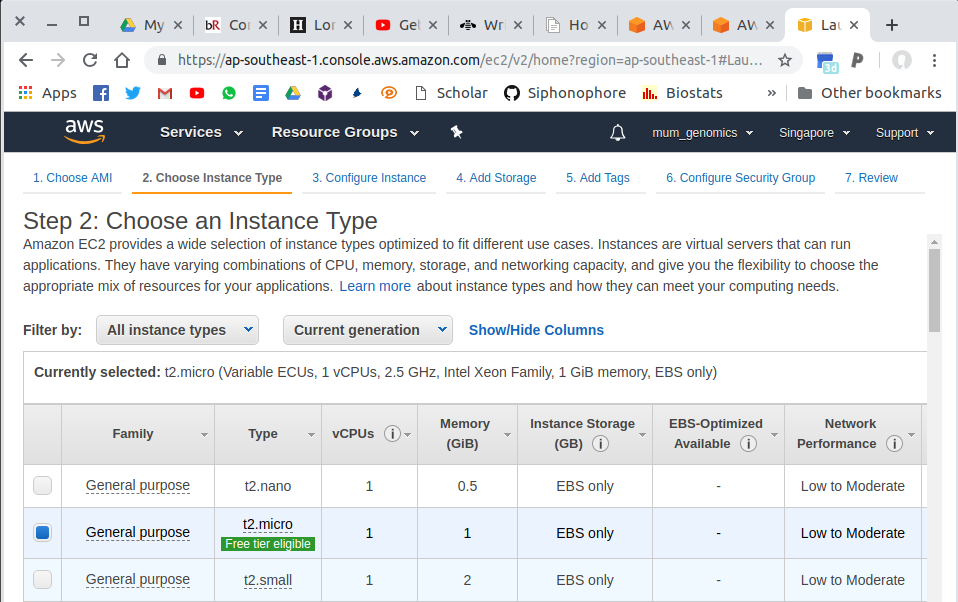 My
bR Co
H Lor
Gel
Wri
Ho
AW
AW
Lau
https://ap-southeast-1.console.aws.amazon.com/ec2/v2/home?region=ap-southeast-1#Lau...
3d
P
Apps
Scholar
Siphonophore
Biostats
»
Other bookmarks
aws
Services
Resource Groups
mum_genomics
Singapore
Support
1. Choose AMI
2. Choose Instance Type
3. Configure Instance
4. Add Storage
5. Add Tags
6. Configure Security Group
7. Review
Step 2: Choose an Instance Type
Amazon EC2 provides a wide selection of instance types optimized to fit different use cases. Instances are virtual servers that can run
applications. They have varying combinations of CPU, memory, storage, and networking capacity, and give you the flexibility to choose the
appropriate mix of resources for your applications. Learn more about instance types and how they can meet your computing needs.
Filter by: All instance types Current generation Show/Hide Columns
Currently selected: t2.micro (Variable ECUs, 1 vCPUs, 2.5 GHz, Intel Xeon Family, 1 GiB memory, EBS only)
Family
Type
vCPUs
Memory
(GiB)
Instance Storage
(GB)
EBS-Optimized
Available
Network
Performance
General purpose t2.nano 1 0.5 EBS only - Low to Moderate
General purpose t2.micro 1 1 EBS only - Low to Moderate
Free tier eligible
General purpose t2.small 1 2 EBS only - Low to Moderate